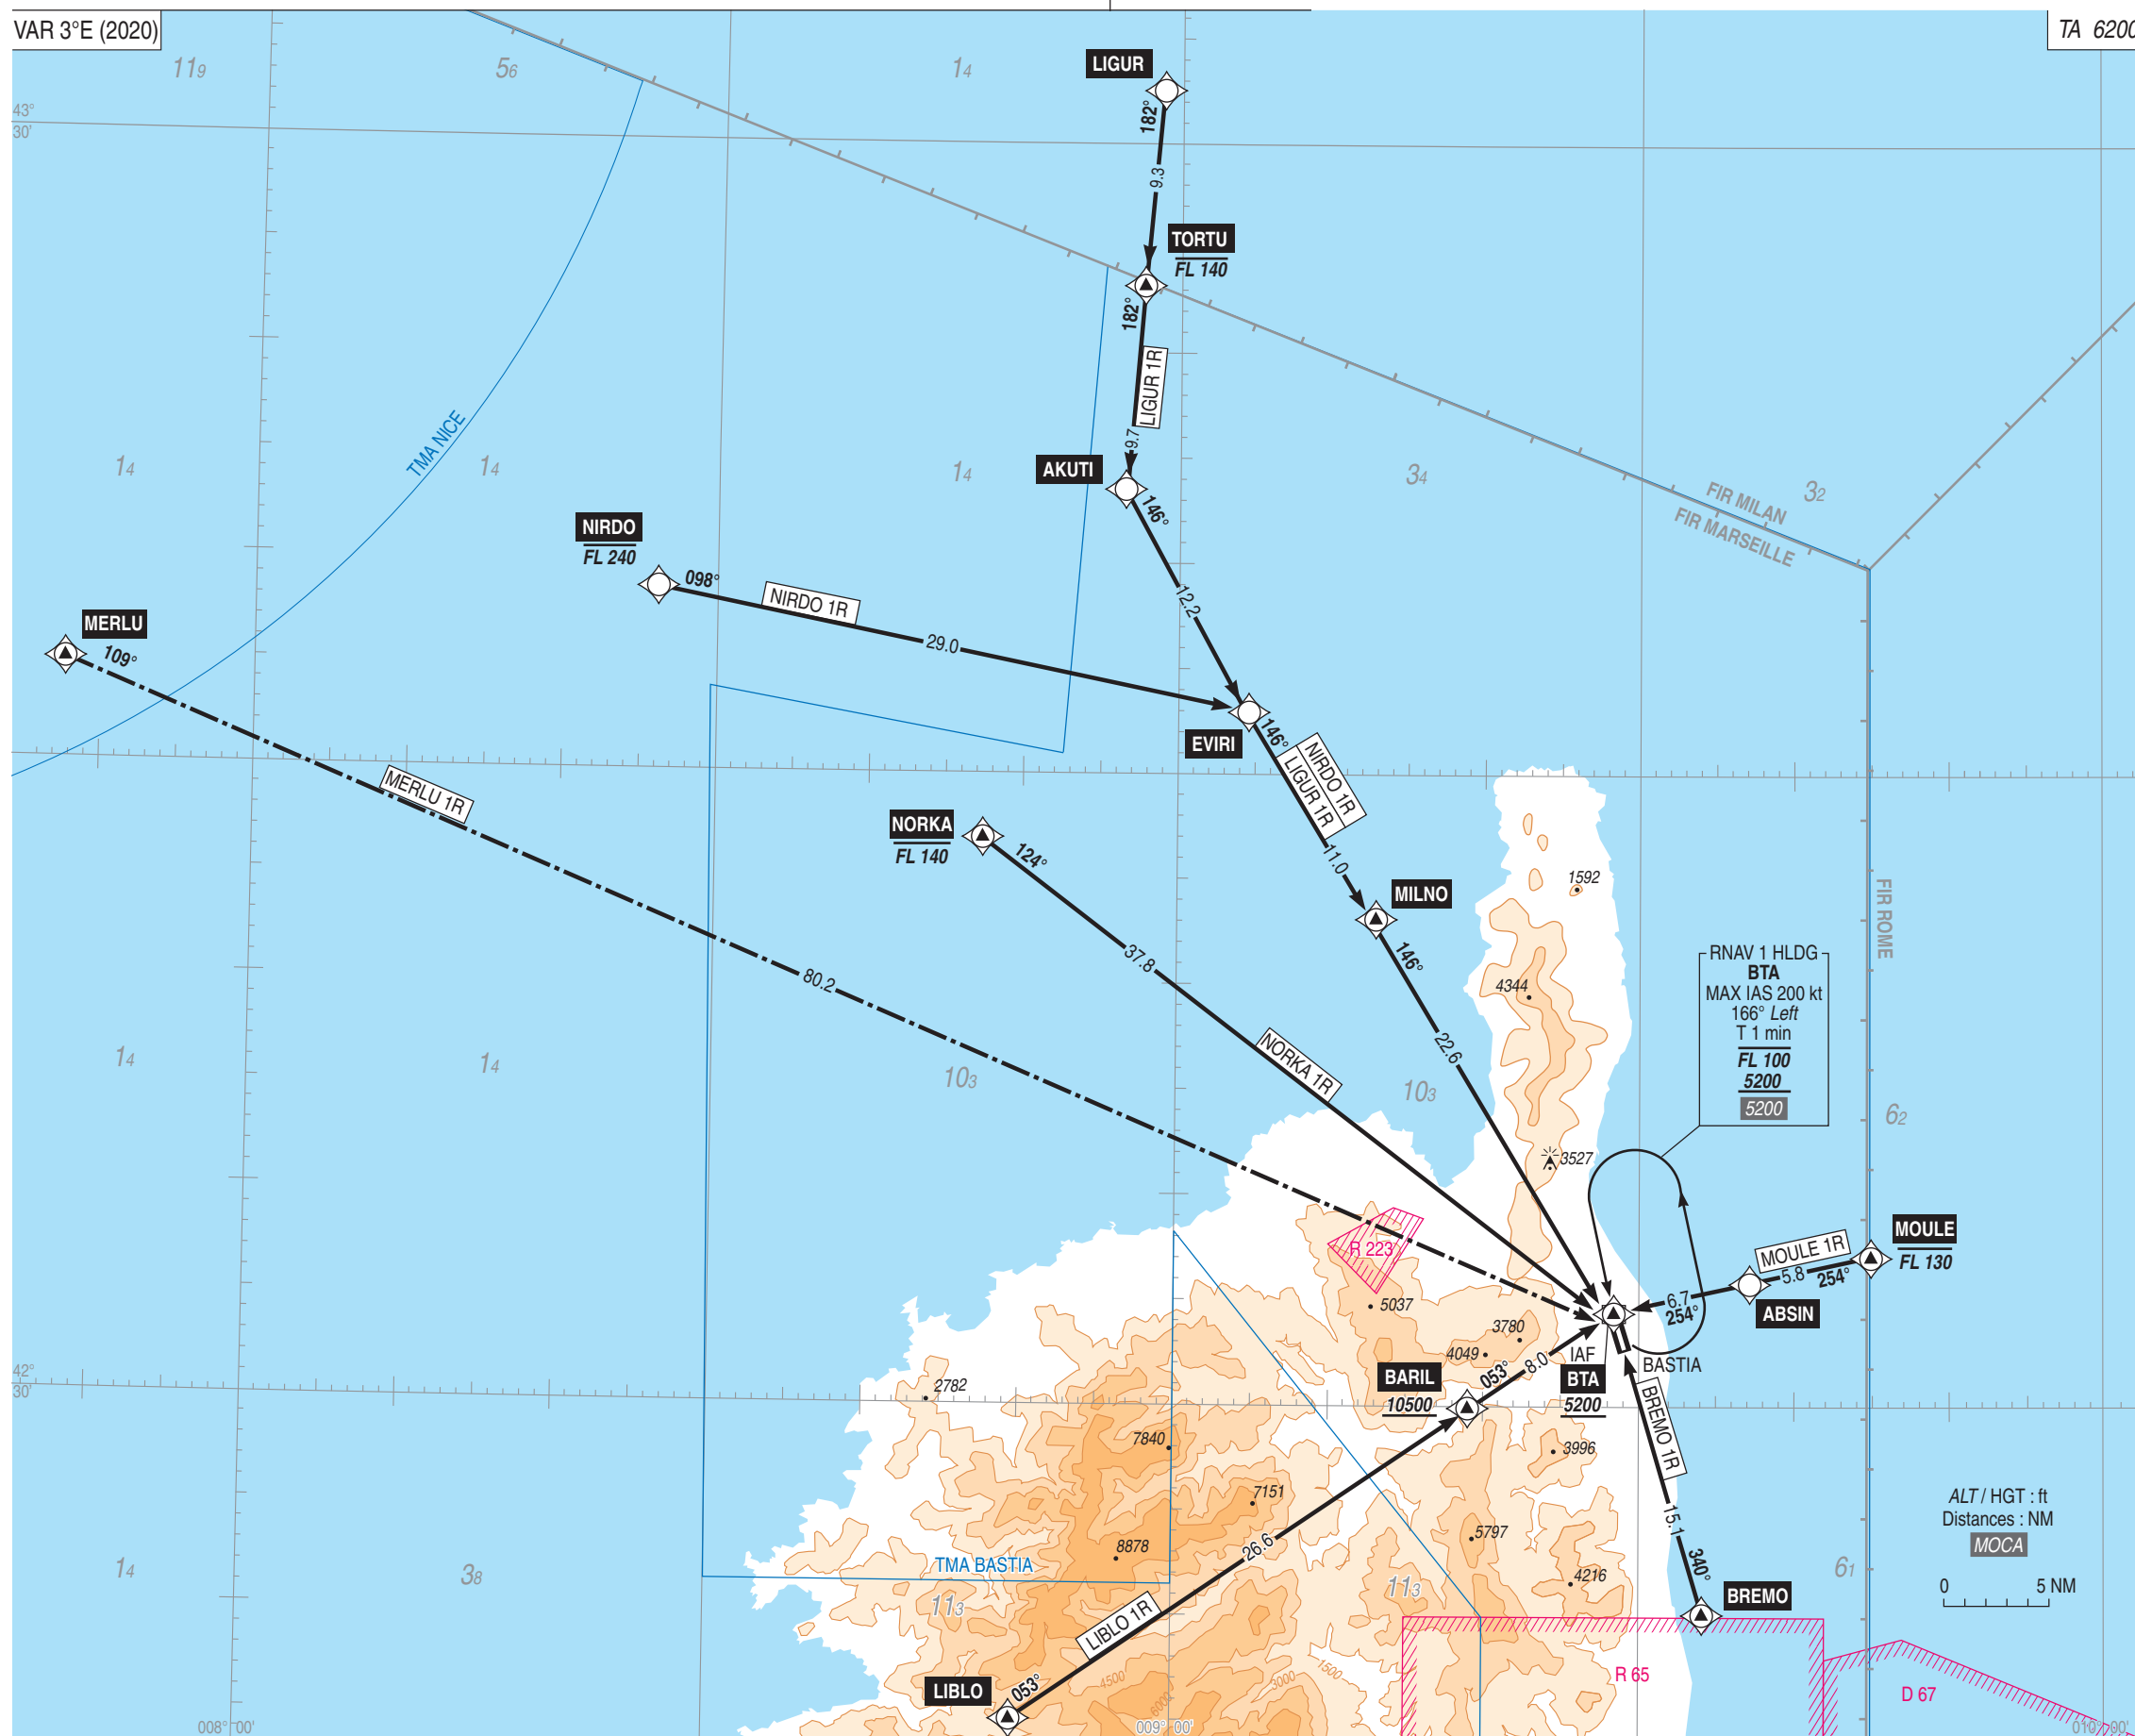 VAR 3°E (2020)
TA 6200
119
56
14
LIGUR
182°
9.3
43°
30'
TORTU
FL 140
182°
LIGUR 1R
9.7
TMA NICE
14
14
14
AKUTI
34
32
FIR MILAN
FIR MARSEILLE
146°
NIRDO
FL 240
098°
NIRDO 1R
29.0
12.2
MERLU
109°
MERLU 1R
EVIRI
146°
NIRDO 1R
LIGUR 1R
11.0
NORKA
FL 140
124°
MILNO
146°
1592
FIR ROME
37.8
80.2
4344
RNAV 1 HLDG
BTA
MAX IAS 200 kt
166° Left
T 1 min
FL 100
5200
5200
14
14
103
103
62
NORKA 1R
22.6
3527
R 223
MOULE
FL 130
MOULE 1R
5.8
254°
6.7
254°
ABSIN
5037
3780
4049
IAF
BASTIA
42°
30'
2782
BARIL
10500
053°
8.0
BTA
5200
BREMO 1R
7840
3996
7151
15.1
5797
26.6
8878
4216
340°
ALT / HGT : ft
Distances : NM
MOCA
0
5 NM
14
38
TMA BASTIA
113
113
61
BREMO
LIBLO 1R
LIBLO
053°
4500
6000
3000
1500
R 65
D 67
008° 00'
009° 00'
010° 00'